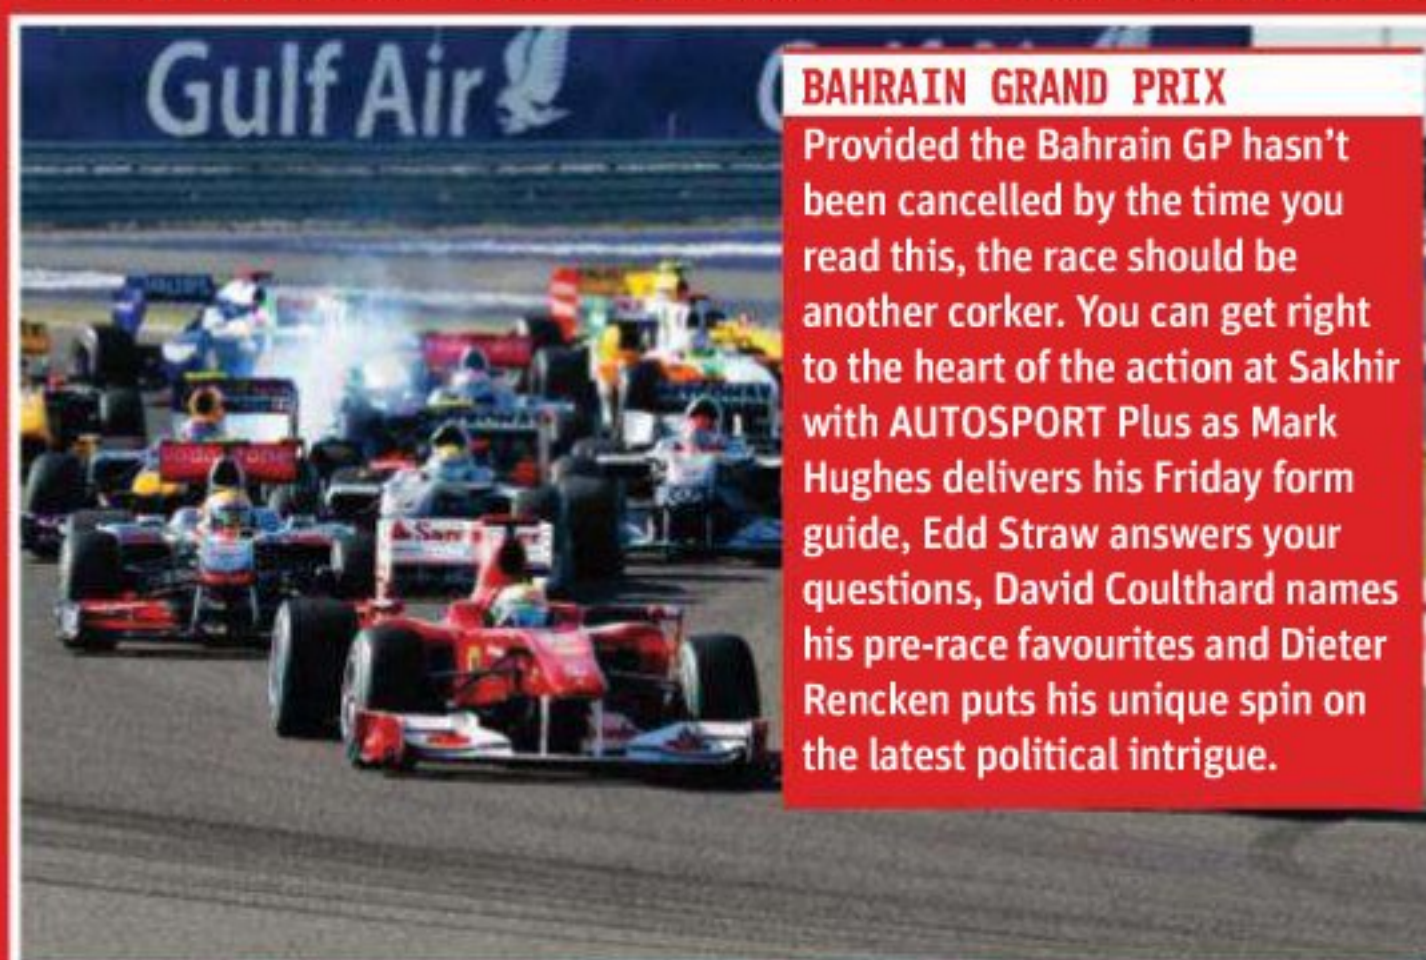 Gulf Air
BAHRAIN GRAND PRIX
Provided the Bahrain GP hasn't
been cancelled by the time you
read this, the race should be
another corker. You can get right
to the heart of the action at Sakhir
with AUTOSPORT Plus as Mark
Hughes delivers his Friday form
guide, Edd Straw answers your
questions, David Coulthard names
his pre-race favourites and Dieter
Rencken puts his unique spin on
the latest political intrigue.
vodafone